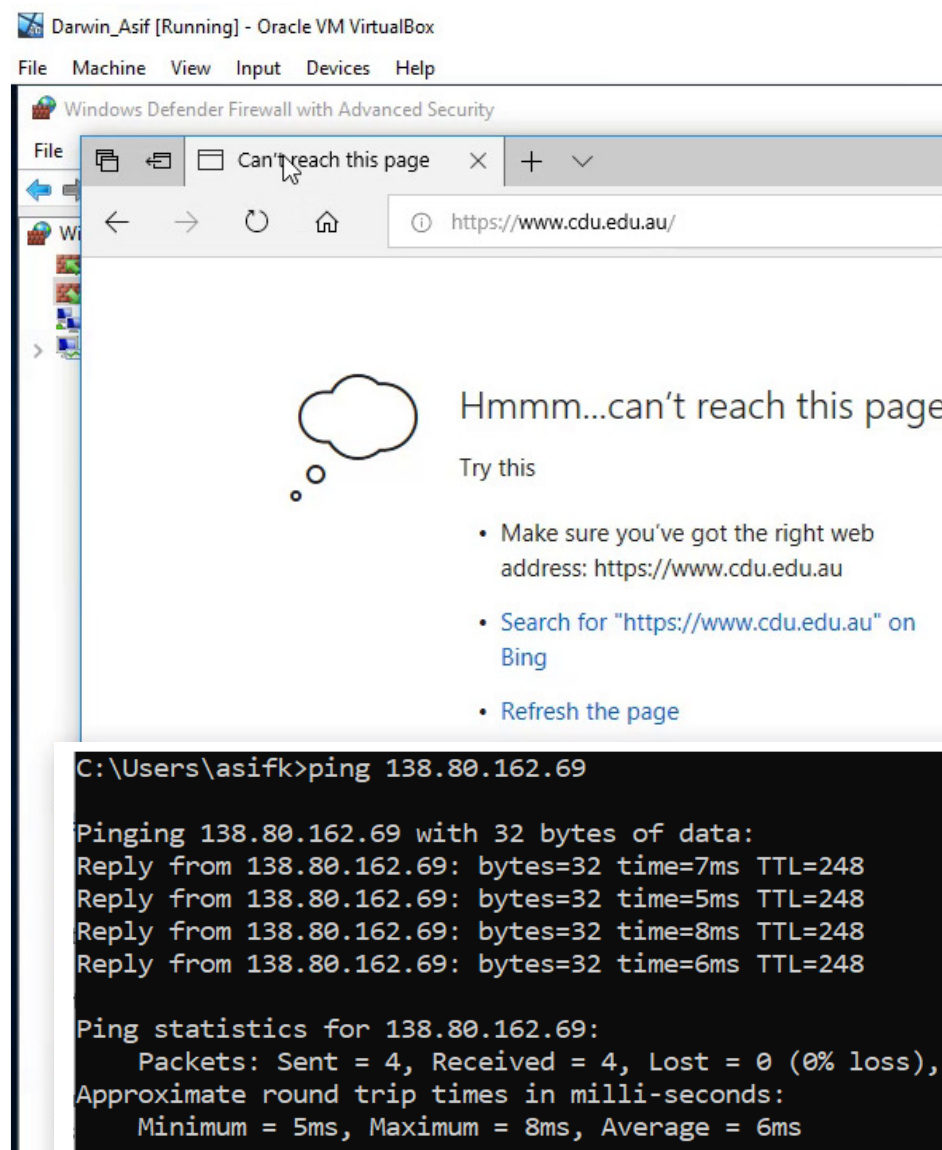 Darwin_Asif [Running] - Oracle VM VirtualBox
File Machine View Input Devices Help
Windows Defender Firewall with Advanced Security
File
Can't reach this page
https://www.cdu.edu.au/
Wi
Hmmm...can't reach this page
Try this
• Make sure you've got the right web
address: https://www.cdu.edu.au
• Search for "https://www.cdu.edu.au" on
Bing
• Refresh the page
C:\Users\asifk>ping 138.80.162.69
Pinging 138.80.162.69 with 32 bytes of data:
Reply from 138.80.162.69: bytes=32 time=7ms TTL=248
Reply from 138.80.162.69: bytes=32 time=5ms TTL=248
Reply from 138.80.162.69: bytes=32 time=8ms TTL=248
Reply from 138.80.162.69: bytes=32 time=6ms TTL=248
Ping statistics for 138.80.162.69:
Packets: Sent = 4, Received = 4, Lost = 0 (0% loss),
Approximate round trip times in milli-seconds:
Minimum = 5ms, Maximum = 8ms, Average = 6ms